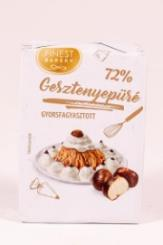 FINEST
BAKERY
72%
Gesztenyepüré
GYORSFAGYASZTOTT